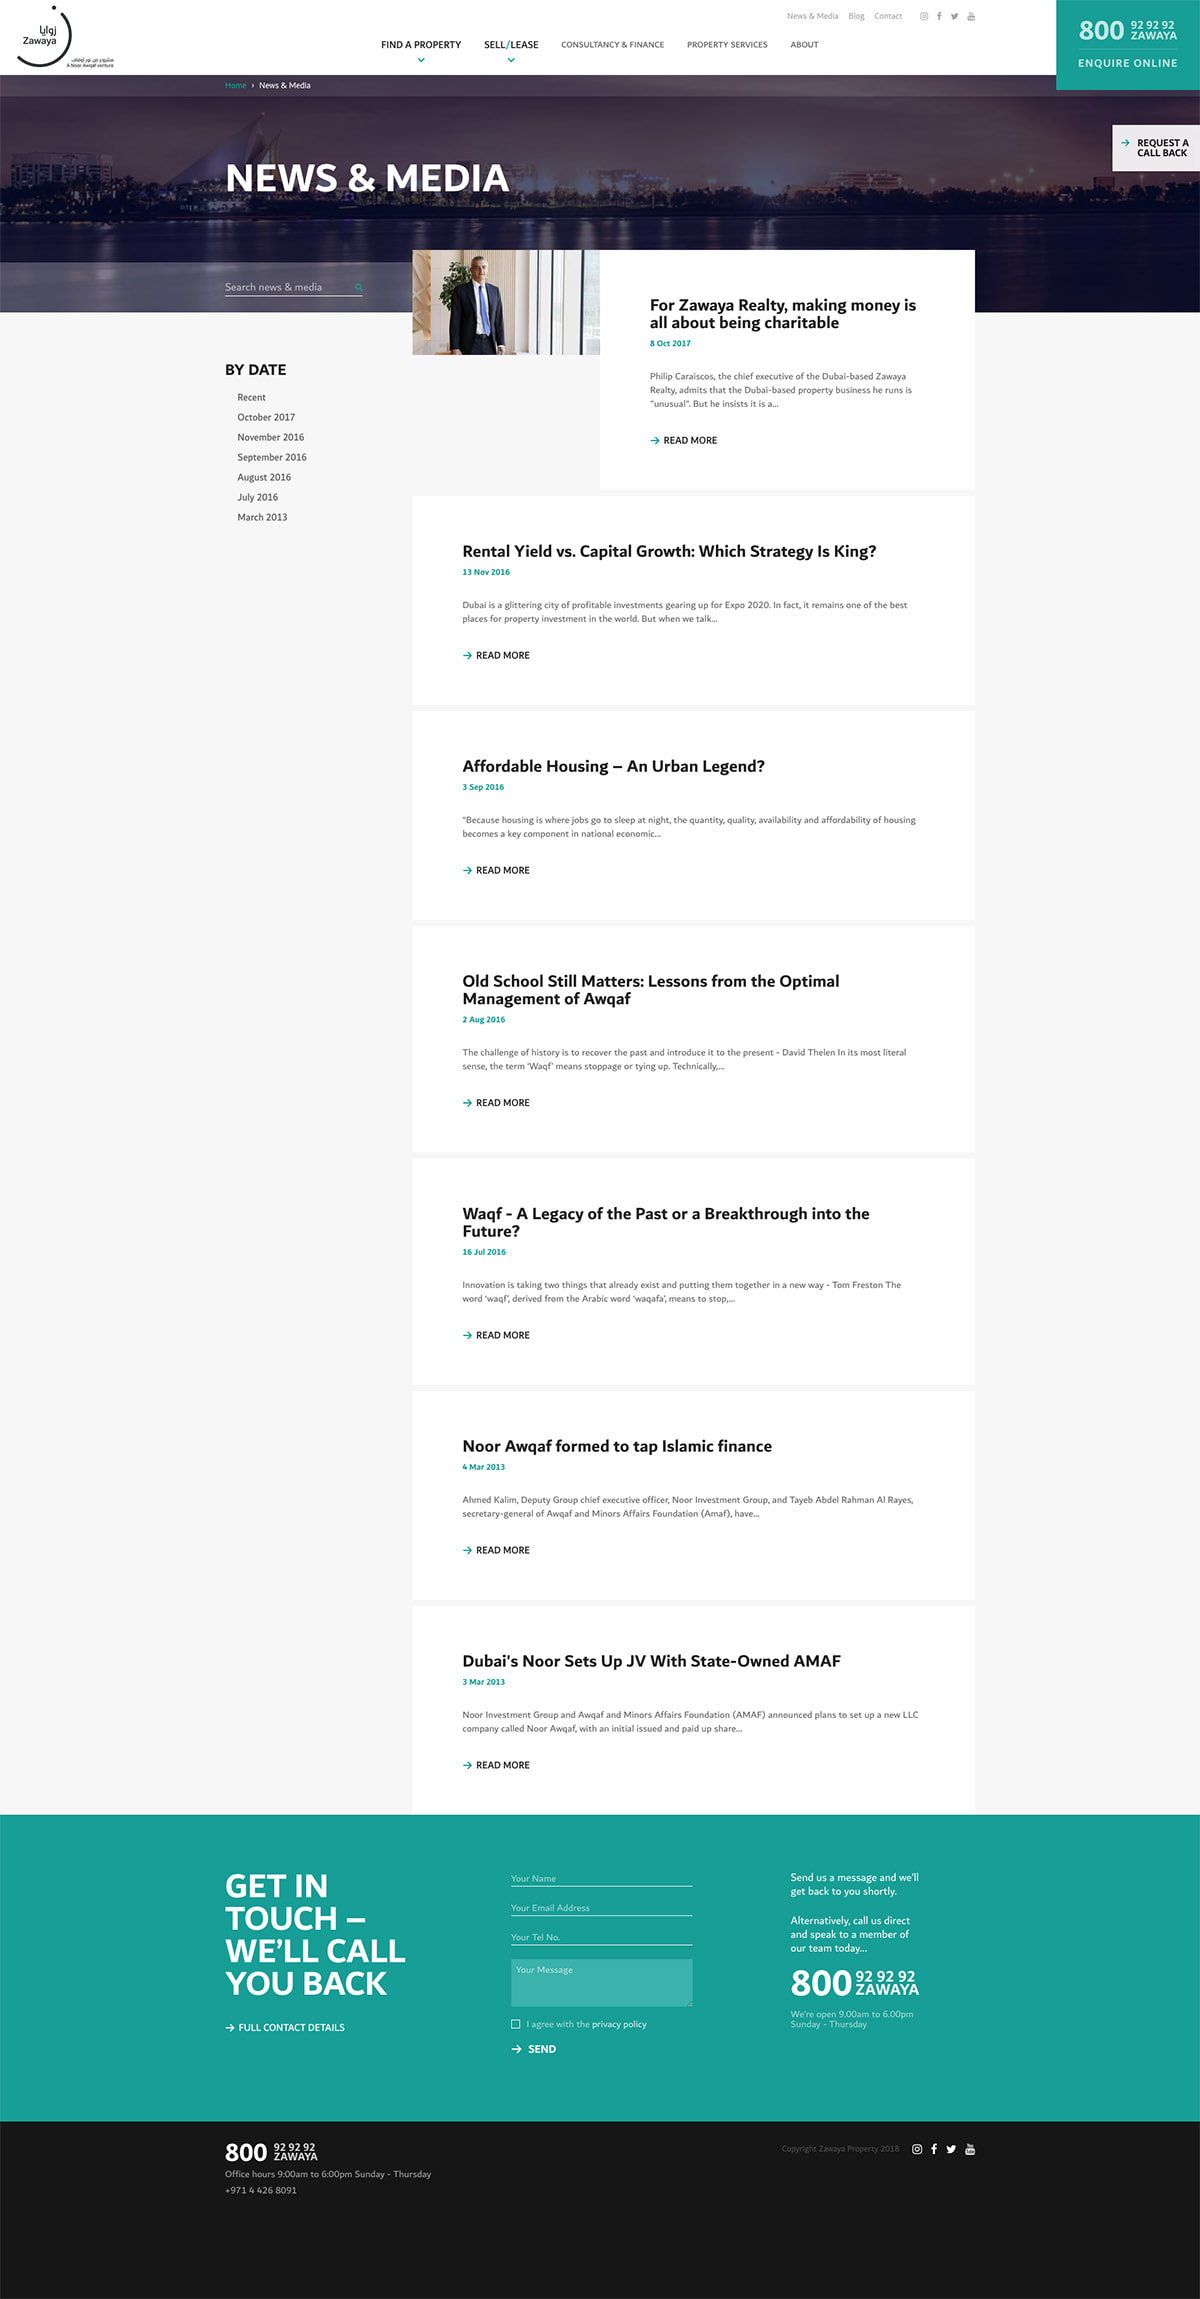 زوايا
Zawaya
مشروع من نور أوقاف
A Noor Awqaf venture
News & Media Blog Contact
FIND A PROPERTY SELL/LEASE CONSULTANCY & FINANCE PROPERTY SERVICES ABOUT
800 92 92 92
ZAWAYA
ENQUIRE ONLINE
Home › News & Media
REQUEST A
CALL BACK
NEWS & MEDIA
Search news & media
BY DATE
Recent
October 2017
November 2016
September 2016
August 2016
July 2016
March 2013
For Zawaya Realty, making money is
all about being charitable
8 Oct 2017
Philip Caraiscos, the chief executive of the Dubai-based Zawaya
Realty, admits that the Dubai-based property business he runs is
“unusual”. But he insists it is a...
READ MORE
Rental Yield vs. Capital Growth: Which Strategy Is King?
13 Nov 2016
Dubai is a glittering city of profitable investments gearing up for Expo 2020. In fact, it remains one of the best
places for property investment in the world. But when we talk...
READ MORE
Affordable Housing – An Urban Legend?
3 Sep 2016
“Because housing is where jobs go to sleep at night, the quantity, quality, availability and affordability of housing
becomes a key component in national economic...
READ MORE
Old School Still Matters: Lessons from the Optimal
Management of Awqaf
2 Aug 2016
The challenge of history is to recover the past and introduce it to the present - David Thelen In its most literal
sense, the term ‘Waqf’ means stoppage or tying up. Technically,...
READ MORE
Waqf - A Legacy of the Past or a Breakthrough into the
Future?
16 Jul 2016
Innovation is taking two things that already exist and putting them together in a new way - Tom Freston The
word ‘waqf’, derived from the Arabic word ‘waqafa’, means to stop,...
READ MORE
Noor Awqaf formed to tap Islamic finance
4 Mar 2013
Ahmed Kalim, Deputy Group chief executive officer, Noor Investment Group, and Tayeb Abdel Rahman Al Rayes,
secretary-general of Awqaf and Minors Affairs Foundation (Amaf), have...
READ MORE
Dubai's Noor Sets Up JV With State-Owned AMAF
3 Mar 2013
Noor Investment Group and Awqaf and Minors Affairs Foundation (AMAF) announced plans to set up a new LLC
company called Noor Awqaf, with an initial issued and paid up share...
READ MORE
GET IN
TOUCH –
WE’LL CALL
YOU BACK
FULL CONTACT DETAILS
Your Name
Your Email Address
Your Tel No.
Your Message
I agree with the privacy policy
SEND
Send us a message and we’ll
get back to you shortly.
Alternatively, call us direct
and speak to a member of
our team today...
800 92 92 92
ZAWAYA
We're open 9.00am to 6.00pm
Sunday - Thursday
800 92 92 92
ZAWAYA
Office hours 9:00am to 6:00pm Sunday - Thursday
+971 4 426 8091
Copyright Zawaya Property 2018